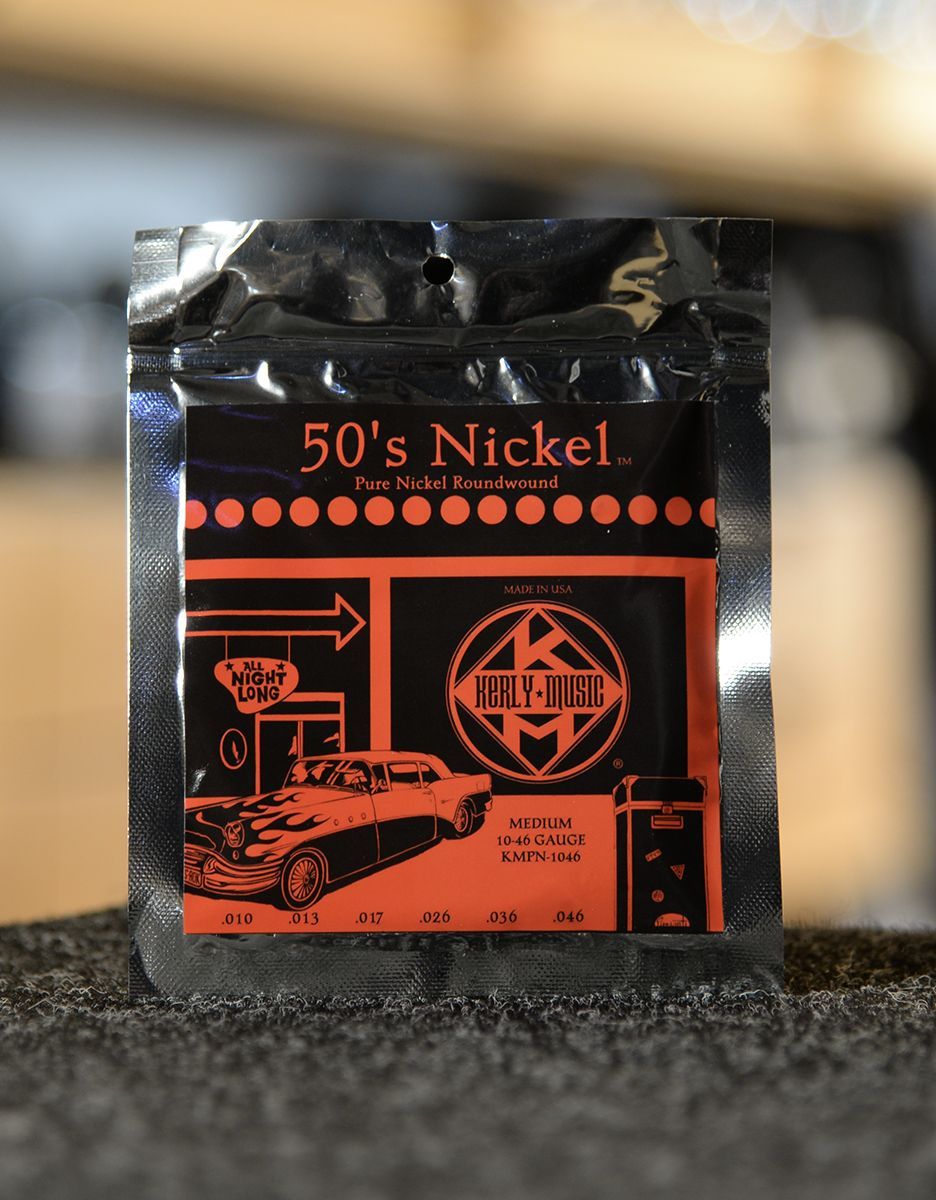 50's Nickel™
Pure Nickel Roundwound
MADE IN USA
K
KERLY★MUSIC
M
®
ALL
NIGHT
LONG
MEDIUM
10-46 GAUGE
KMPN-1046
.010 .013 .017 .026 .036 .046